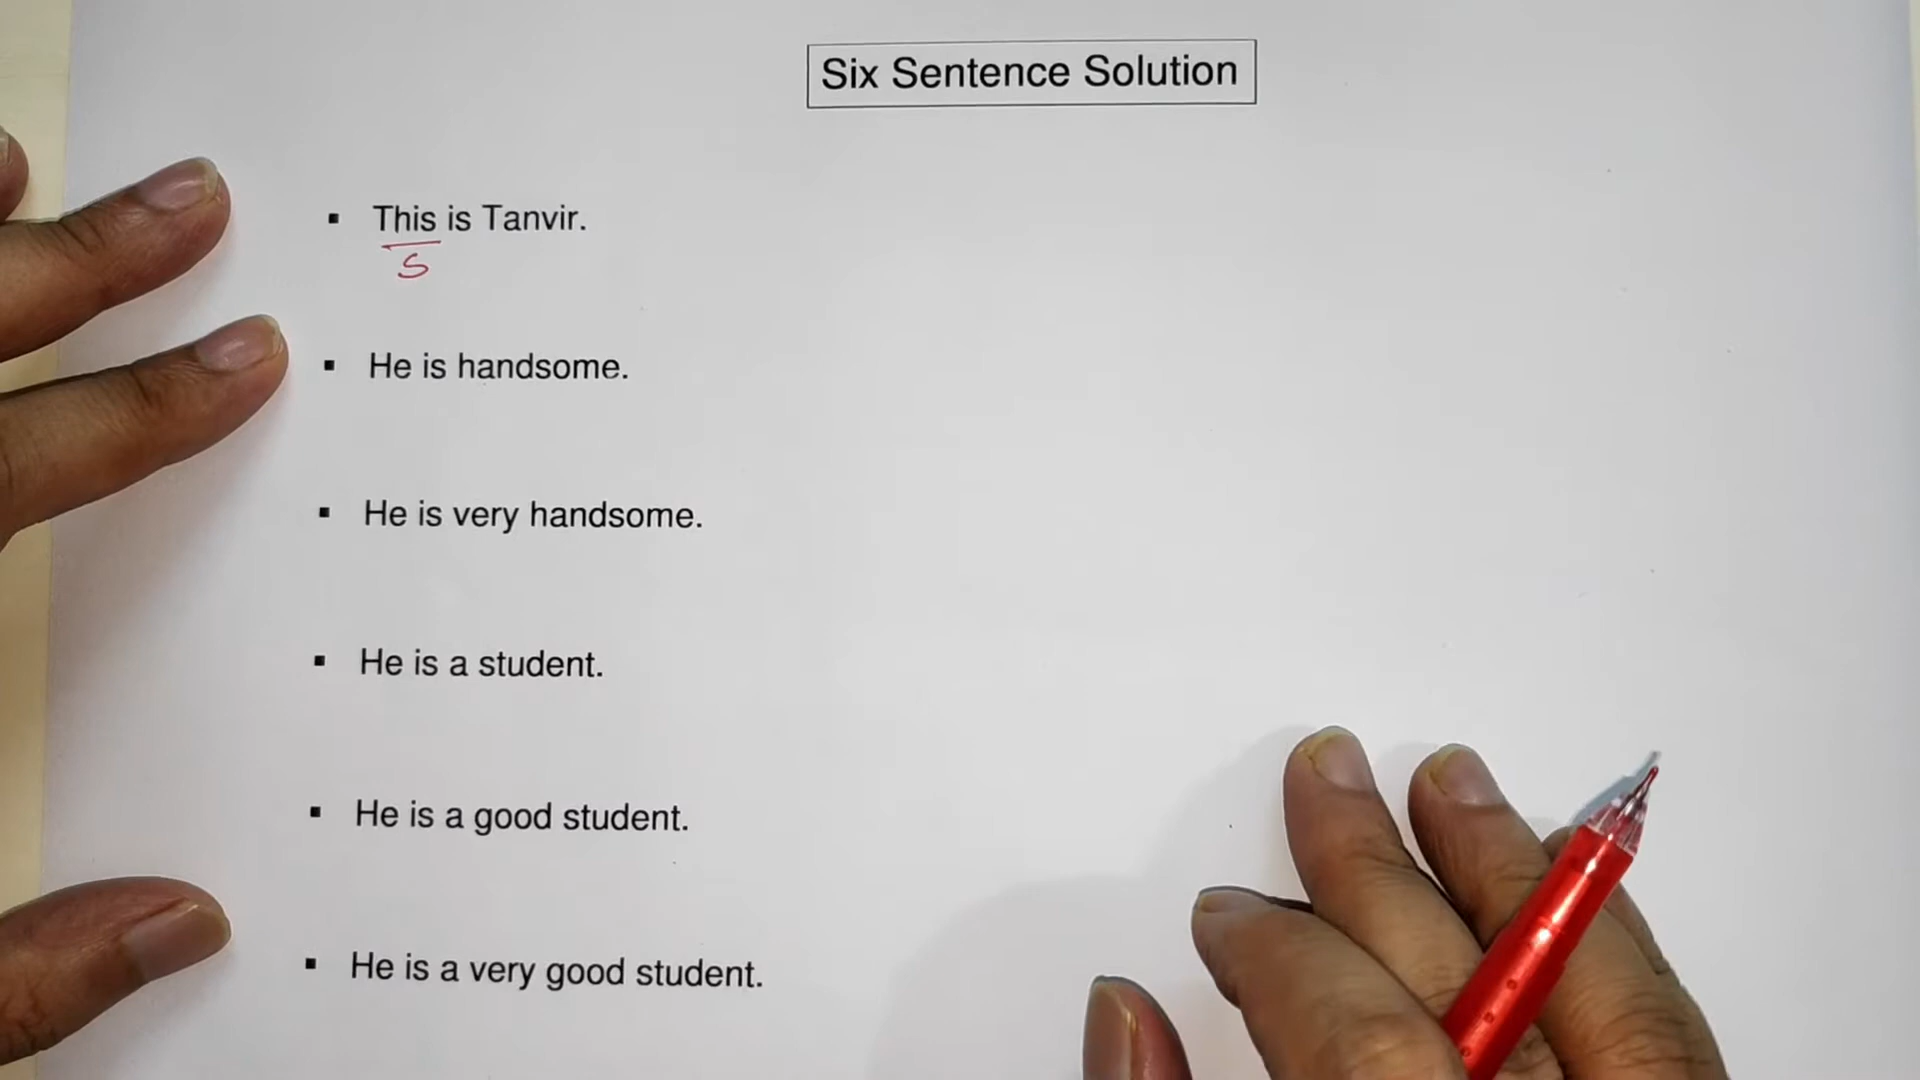 Six Sentence Solution
▪ This is Tanvir.
S
▪ He is handsome.
▪ He is very handsome.
▪ He is a student.
▪ He is a good student.
▪ He is a very good student.